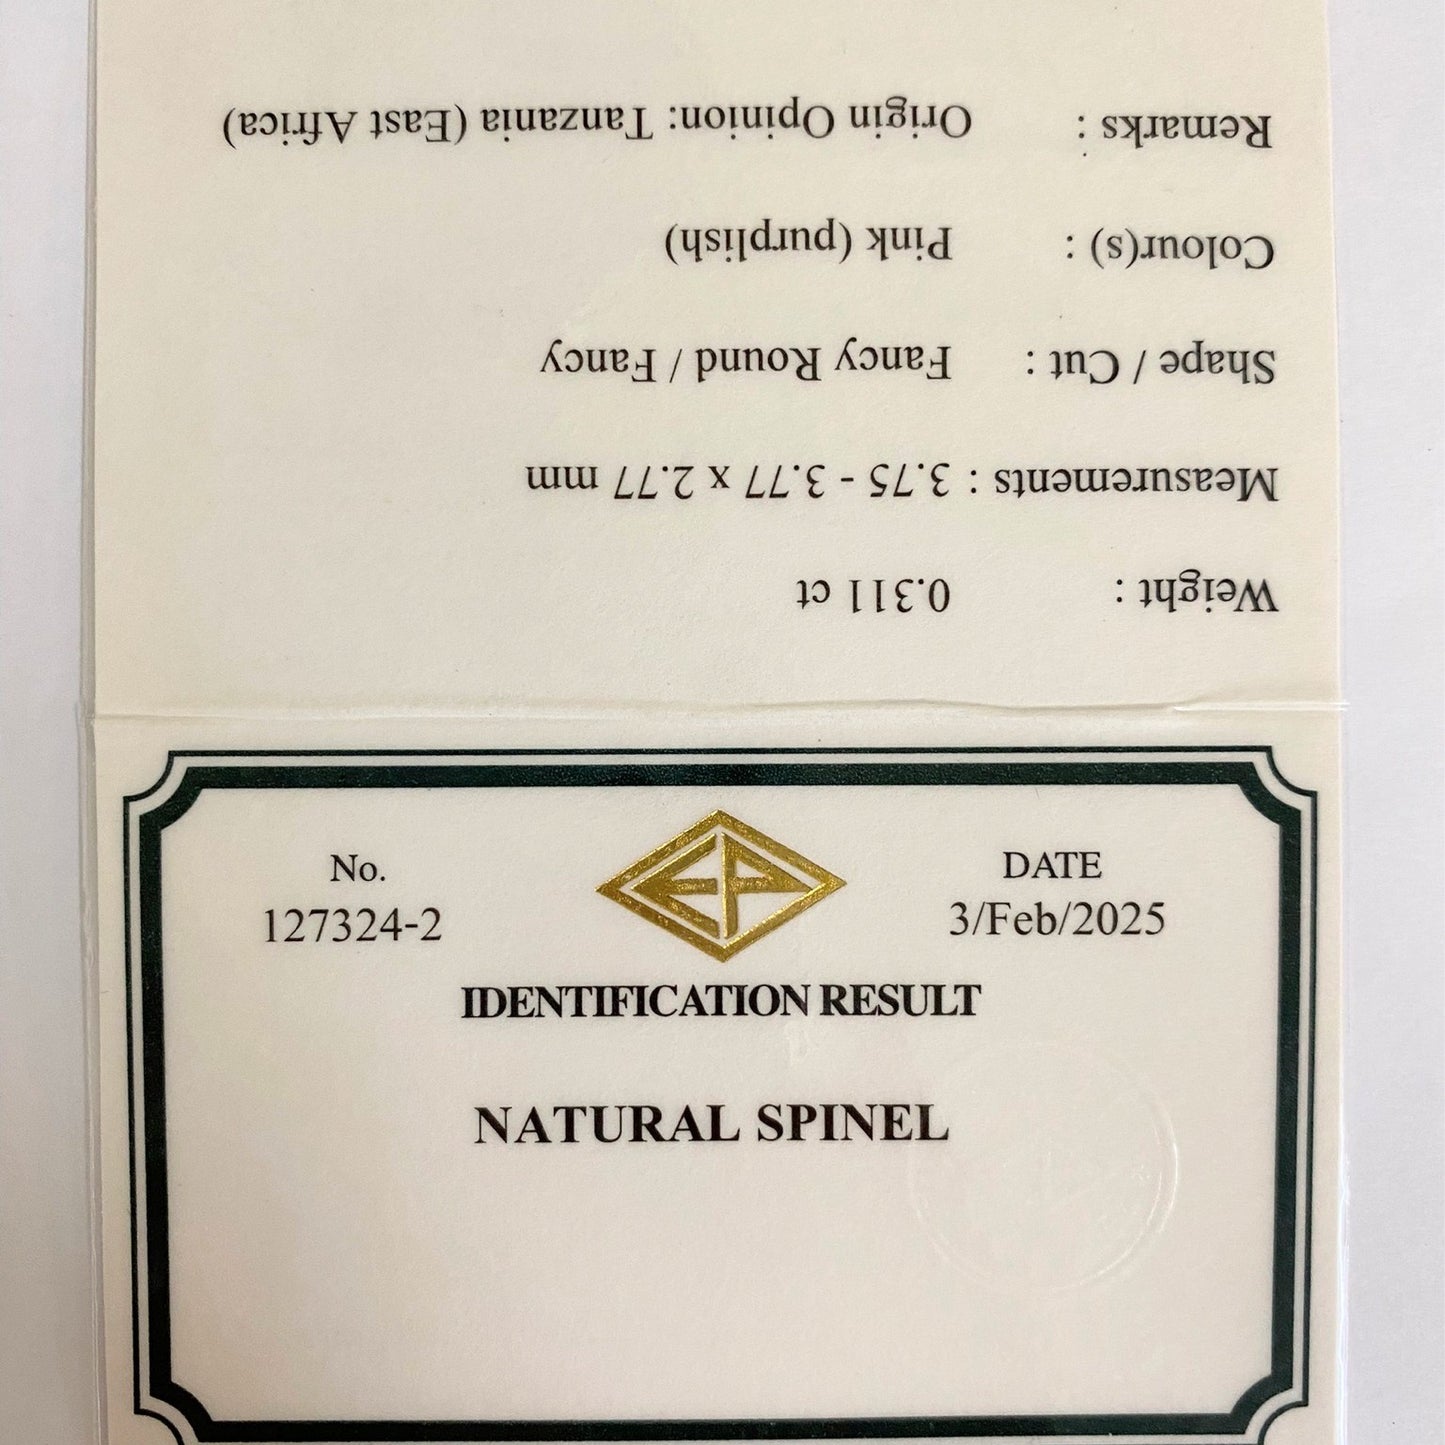 Weight : 0.311 ct
Measurements : 3.75 - 3.77 x 2.77 mm
Shape / Cut : Fancy Round / Fancy
Colour(s) : Pink (purplish)
Remarks : Origin Opinion: Tanzania (East Africa)
No.
127324-2
EP
DATE
3/Feb/2025
IDENTIFICATION RESULT
NATURAL SPINEL